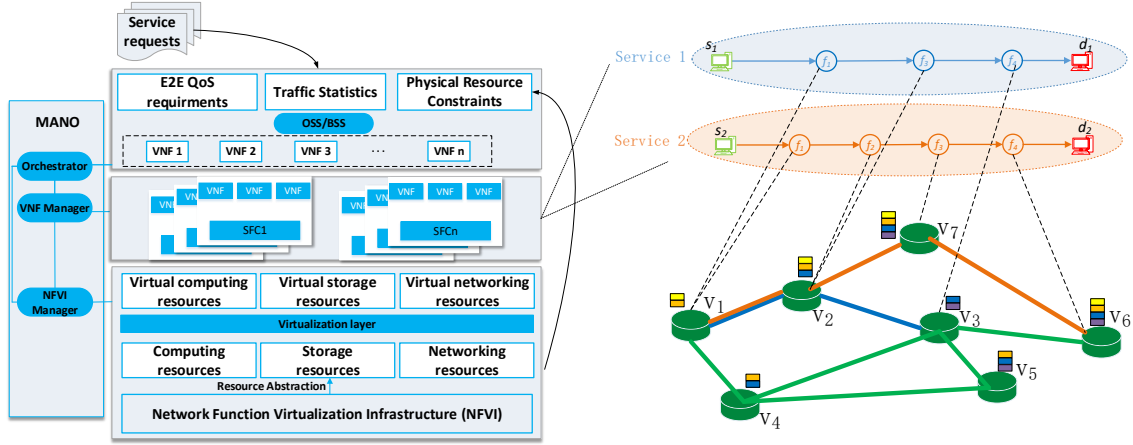 Service
requests
E2E QoS
requirments
Traffic Statistics
Physical Resource
Constraints
OSS/BSS
VNF 1
VNF 2
VNF 3
...
VNF n
MANO
Orchestrator
VNF Manager
NFVI
Manager
VNF
VNF
VNF
VNF
VNF
SFC1
VNF
VNF
VNF
VNF
VNF
SFCn
Virtual computing
resources
Virtual storage
resources
Virtual networking
resources
Virtualization layer
Computing
resources
Storage
resources
Networking
resources
Resource Abstraction
Network Function Virtualization Infrastructure (NFVI)
Service 1
s1
f1
f3
d1
Service 2
s2
f1
f2
f3
f4
d2
V1
V2
V7
V3
V6
V5
V4